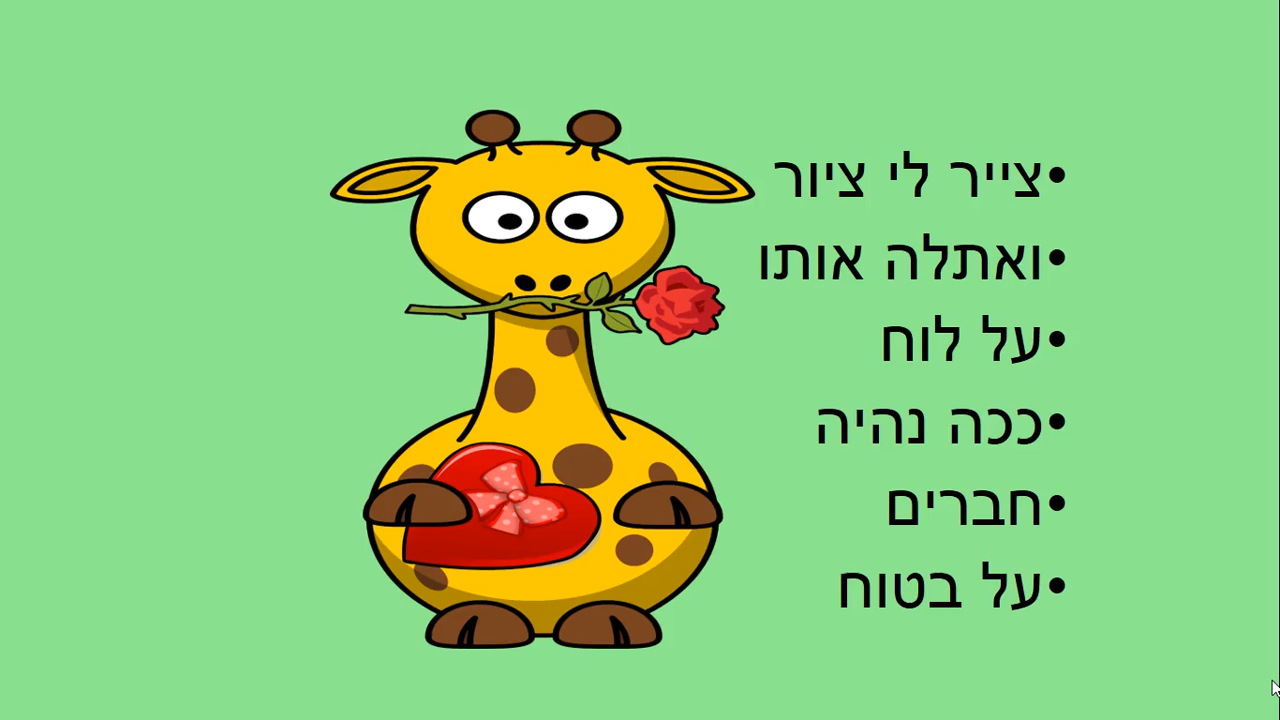 •צייר לי ציור
•ואתלה אותו
•על לוח
•ככה נהיה
•חברים
•על בטוח